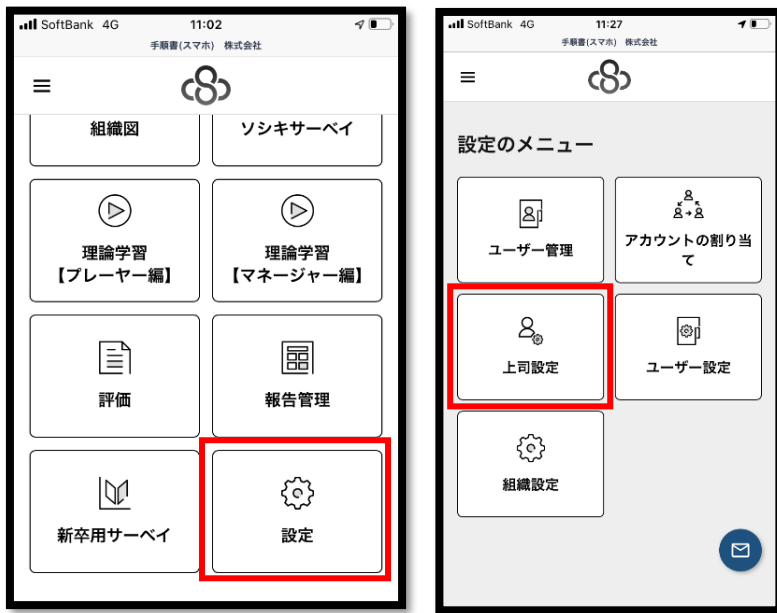 SoftBank 4G 11:02
手順書(スマホ) 株式会社
組織図
ソシキサーベイ
理論学習
【プレーヤー編】
理論学習
【マネージャー編】
評価
報告管理
新卒用サーベイ
設定
SoftBank 4G 11:27
手順書(スマホ) 株式会社
設定のメニュー
ユーザー管理
アカウントの割り当
て
上司設定
ユーザー設定
組織設定